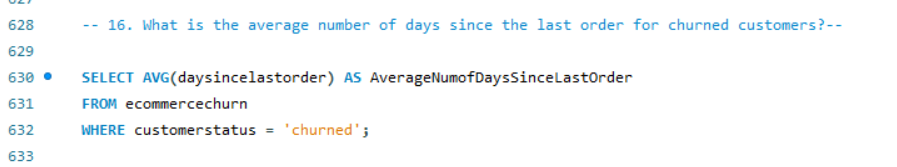 628 -- 16. What is the average number of days since the last order for churned customers?--
629
630 SELECT AVG(daysincelastorder) AS AverageNumofDaysSinceLastOrder
631 FROM ecommercechurn
632 WHERE customerstatus = 'churned';
633